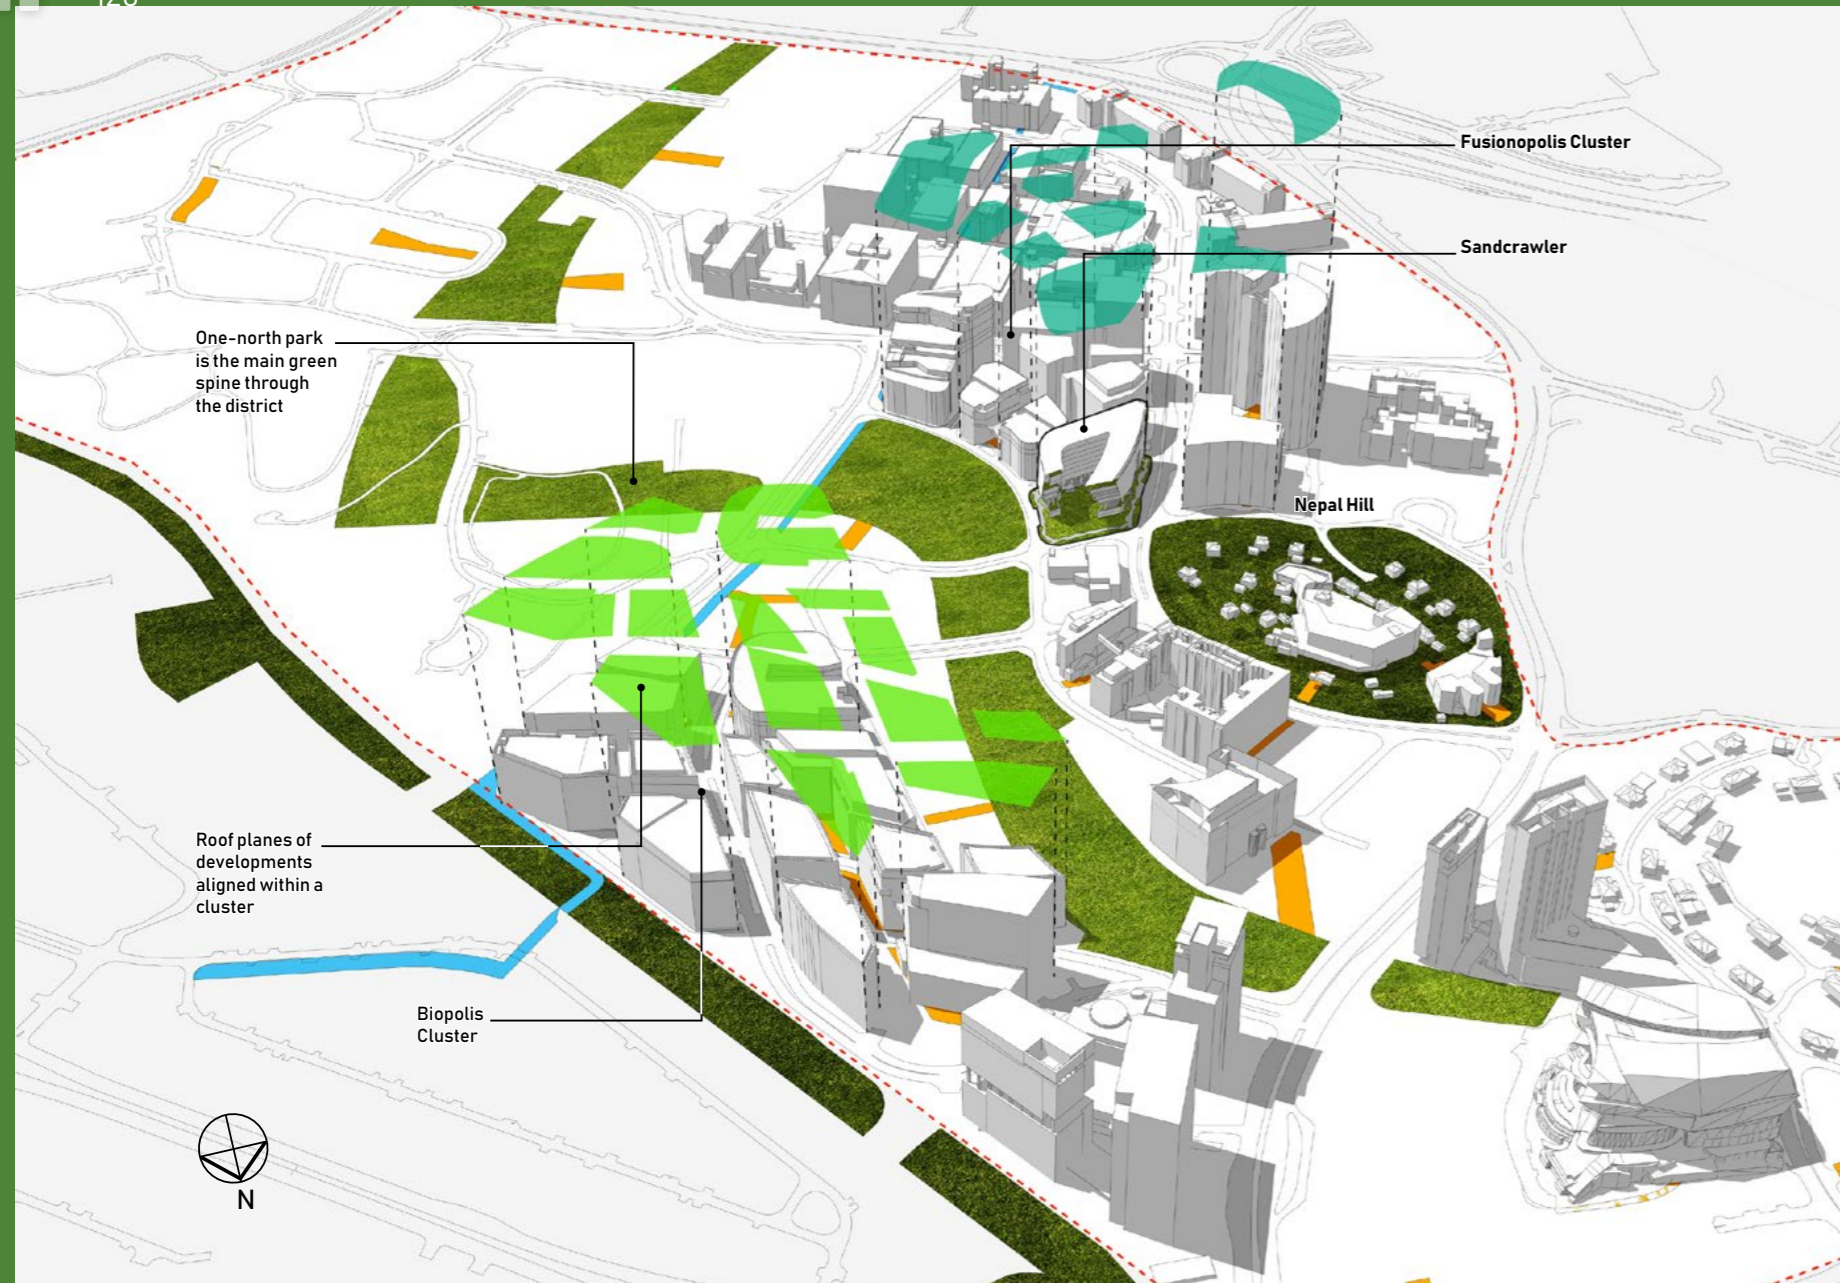 Fusionopolis Cluster
Sandcrawler
One-north park
is the main green
spine through
the district
Nepal Hill
Roof planes of
developments
aligned within a
cluster
Biopolis
Cluster
N